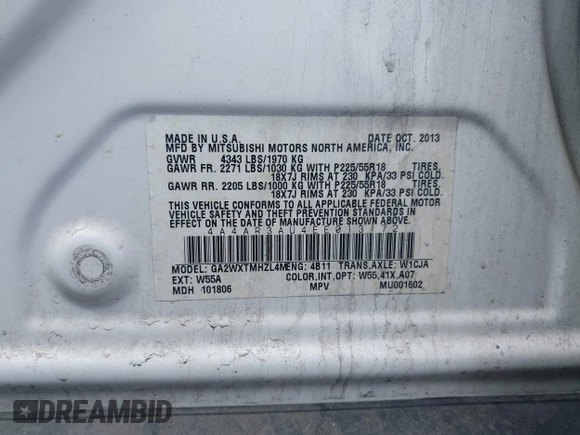 MADE IN U.S.A. DATE OCT. 2013
MFD BY MITSUBISHI MOTORS NORTH AMERICA, INC.
GVWR 4343 LBS/1970 KG
GAWR FR. 2271 LBS/1030 KG WITH P225/55R18 TIRES,
18X7J RIMS AT 230 KPA/33 PSI COLD.
GAWR RR. 2205 LBS/1000 KG WITH P225/55R18 TIRES,
18X7J RIMS AT 230 KPA/33 PSI COLD.
THIS VEHICLE CONFORMS TO ALL APPLICABLE FEDERAL MOTOR
VEHICLE SAFETY AND THEFT PREVENTION STANDARDS IN EFFECT
ON THE DATE OF MANUFACTURE SHOWN ABOVE.
MODEL: GA2WXTMHZL4M ENG: 4B11 TRANS,AXLE: W1CJA
EXT: W55A COLOR,INT,OPT: W55,41X,A07
MDH 101806 MPV MU001602
DREAMBID